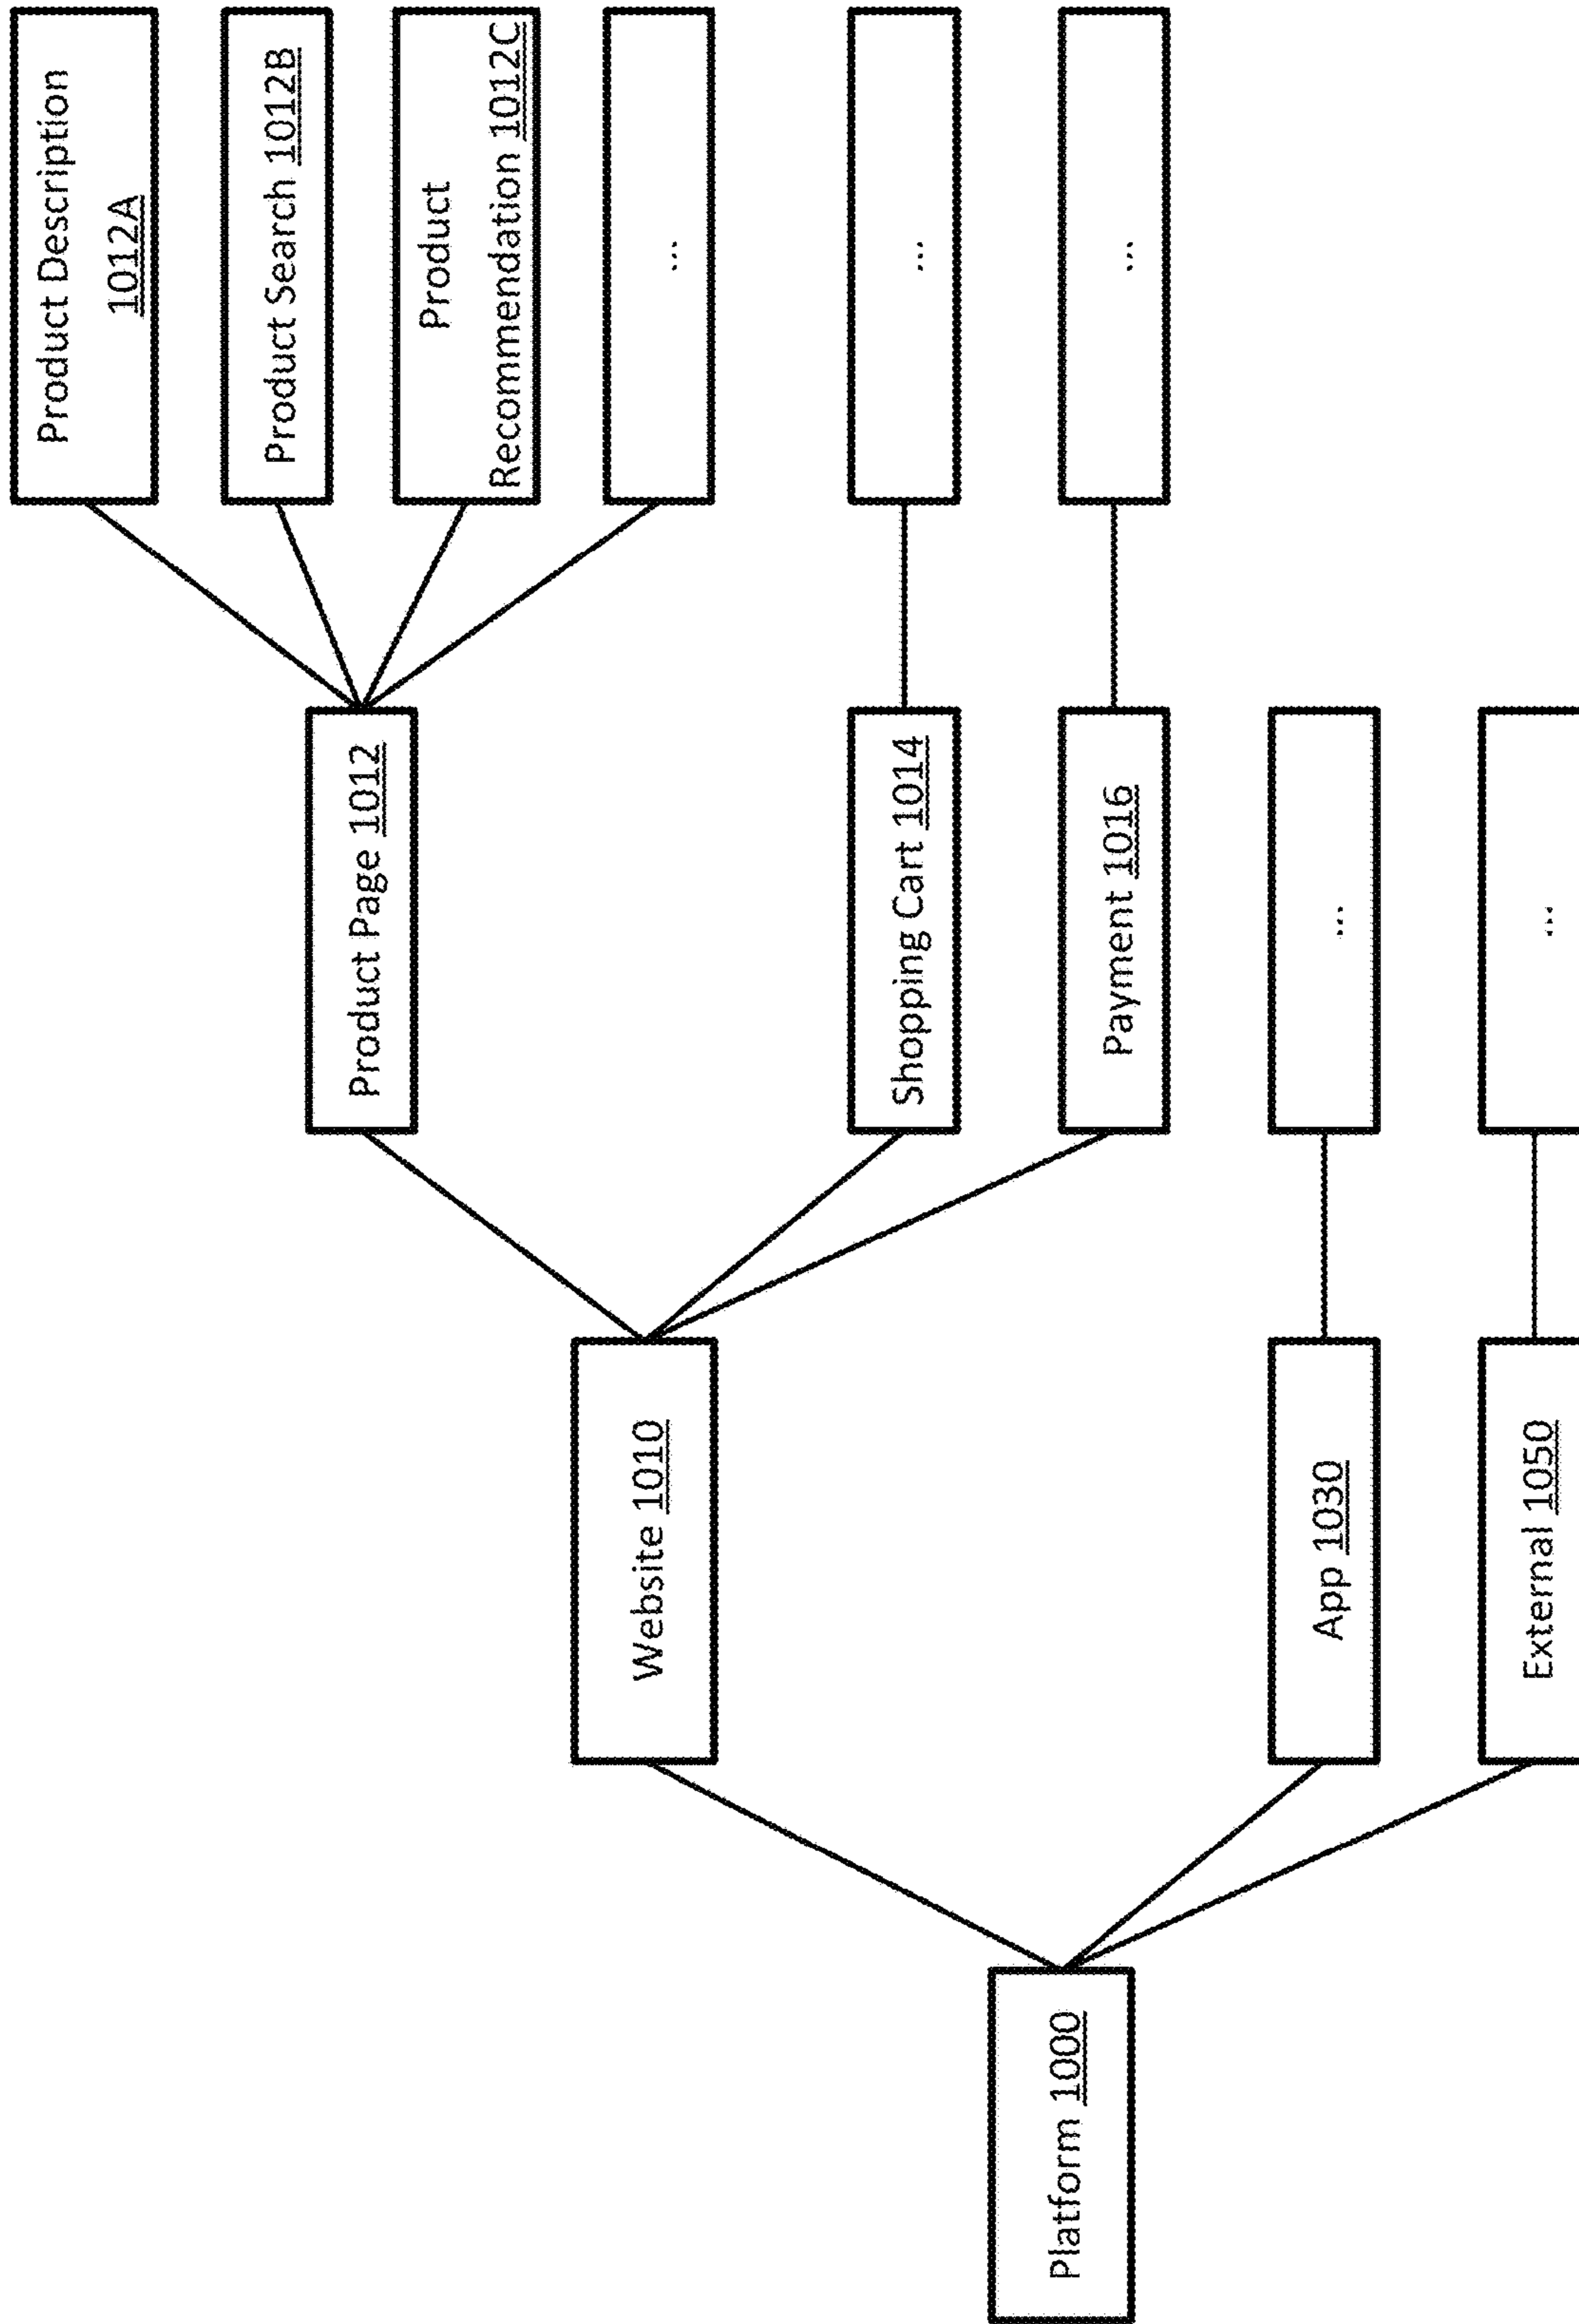 Product Description
1012A
Product Search 1012B
Product Page 1012
Product
Recommendation 1012C
Website 1010
...
Shopping Cart 1014
...
Platform 1000
Payment 1016
...
App 1030
...
External 1050
...